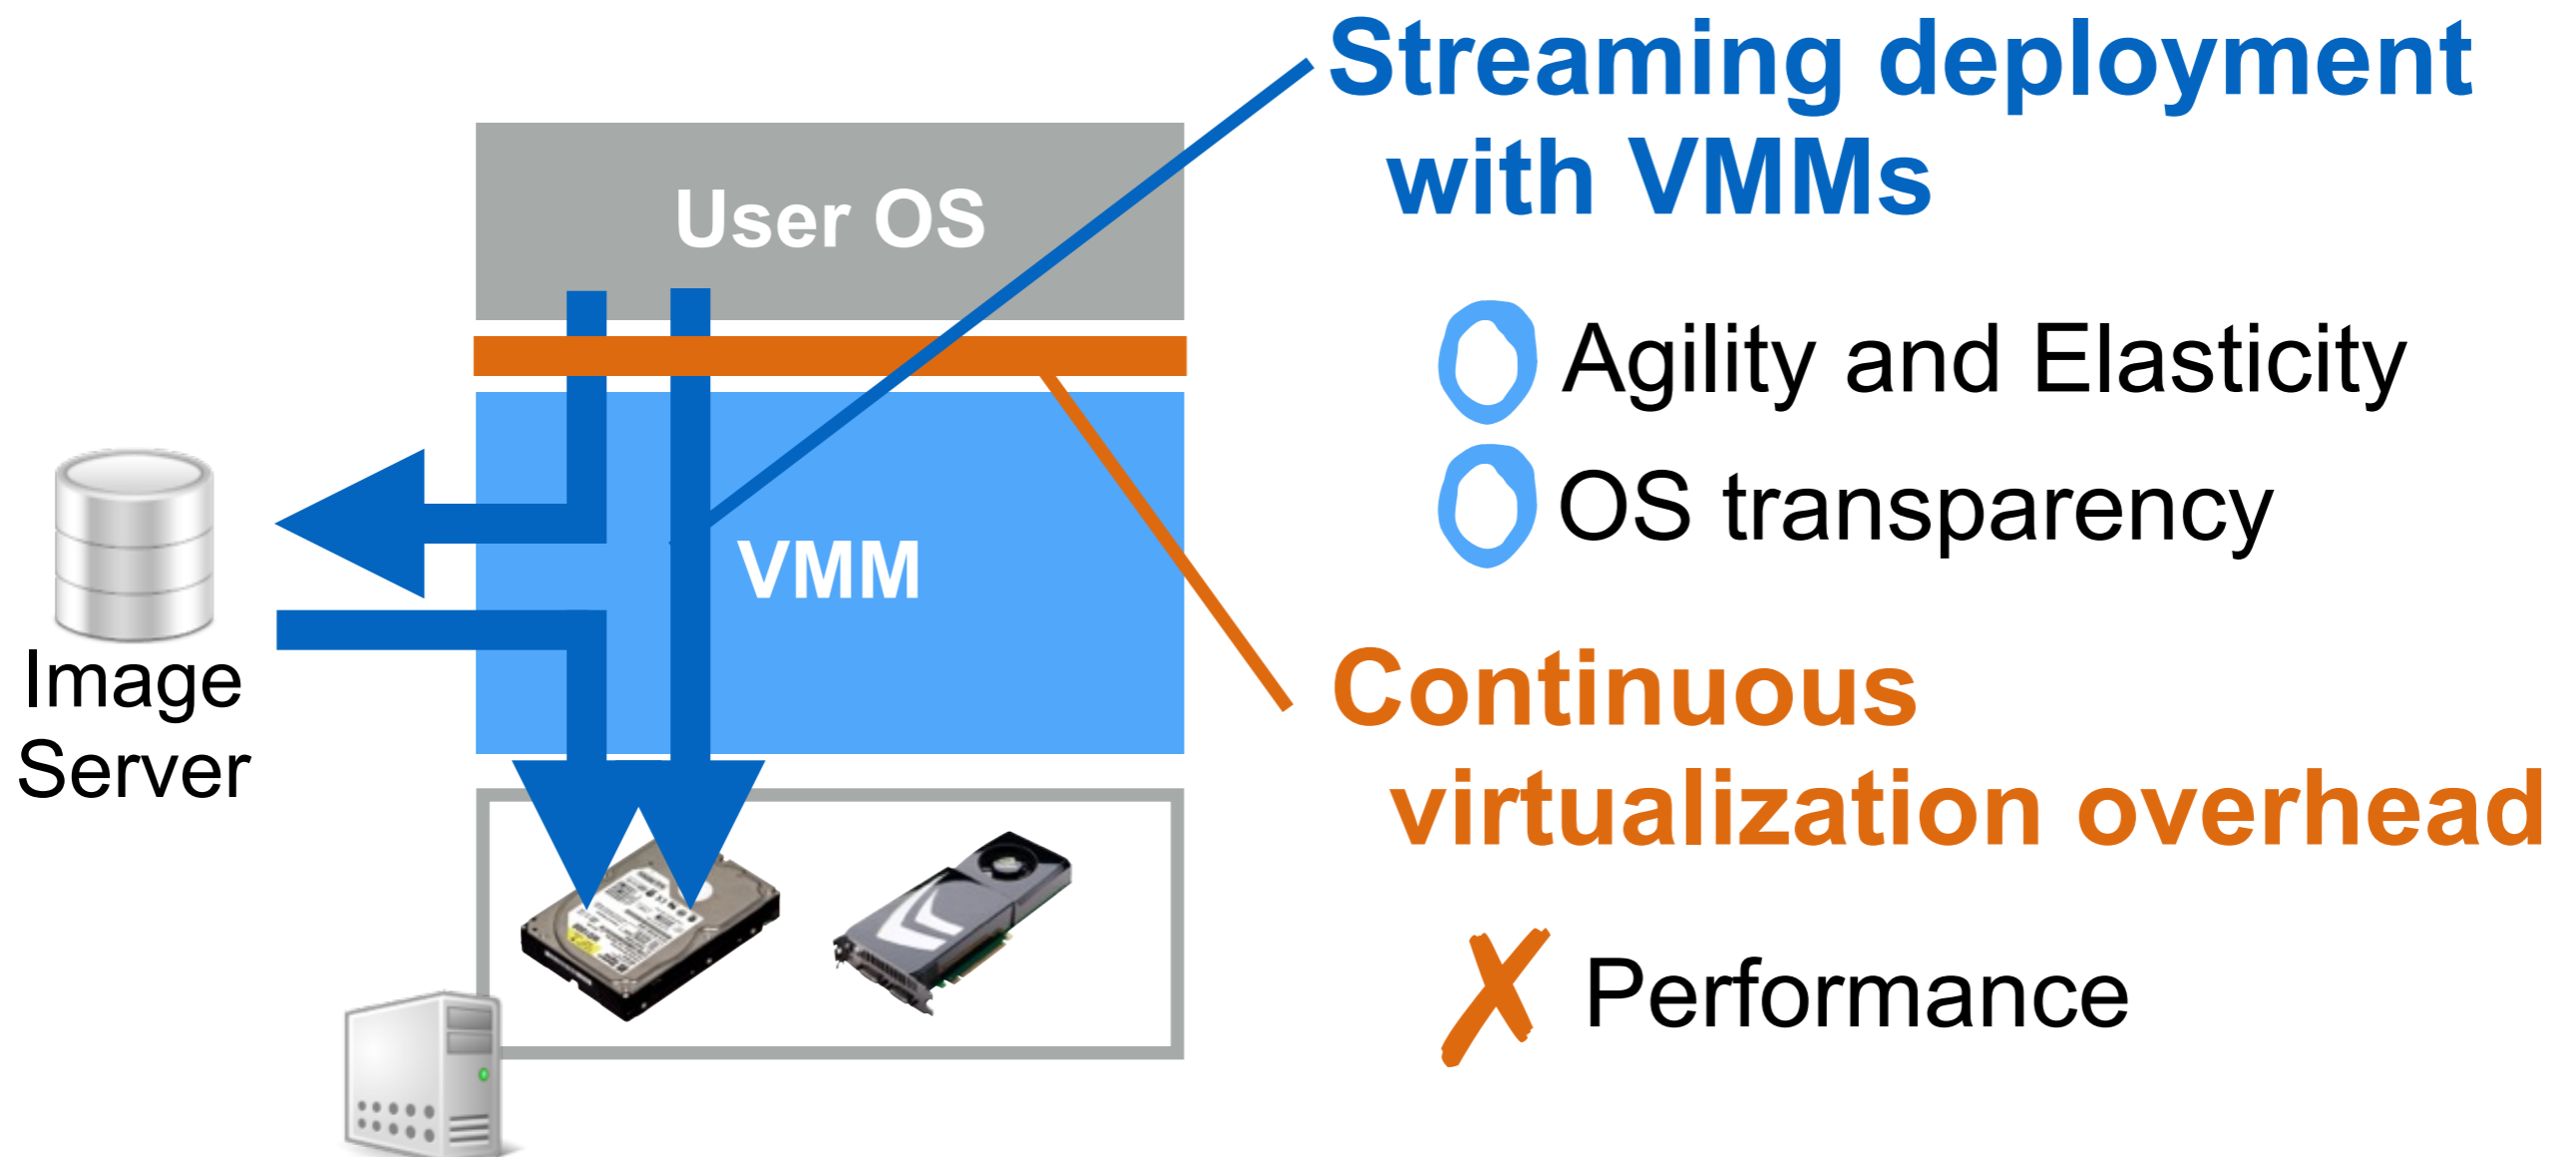 Streaming deployment
with VMMs
User OS
Agility and Elasticity
OS transparency
VMM
Image
Server
Continuous
virtualization overhead
Performance